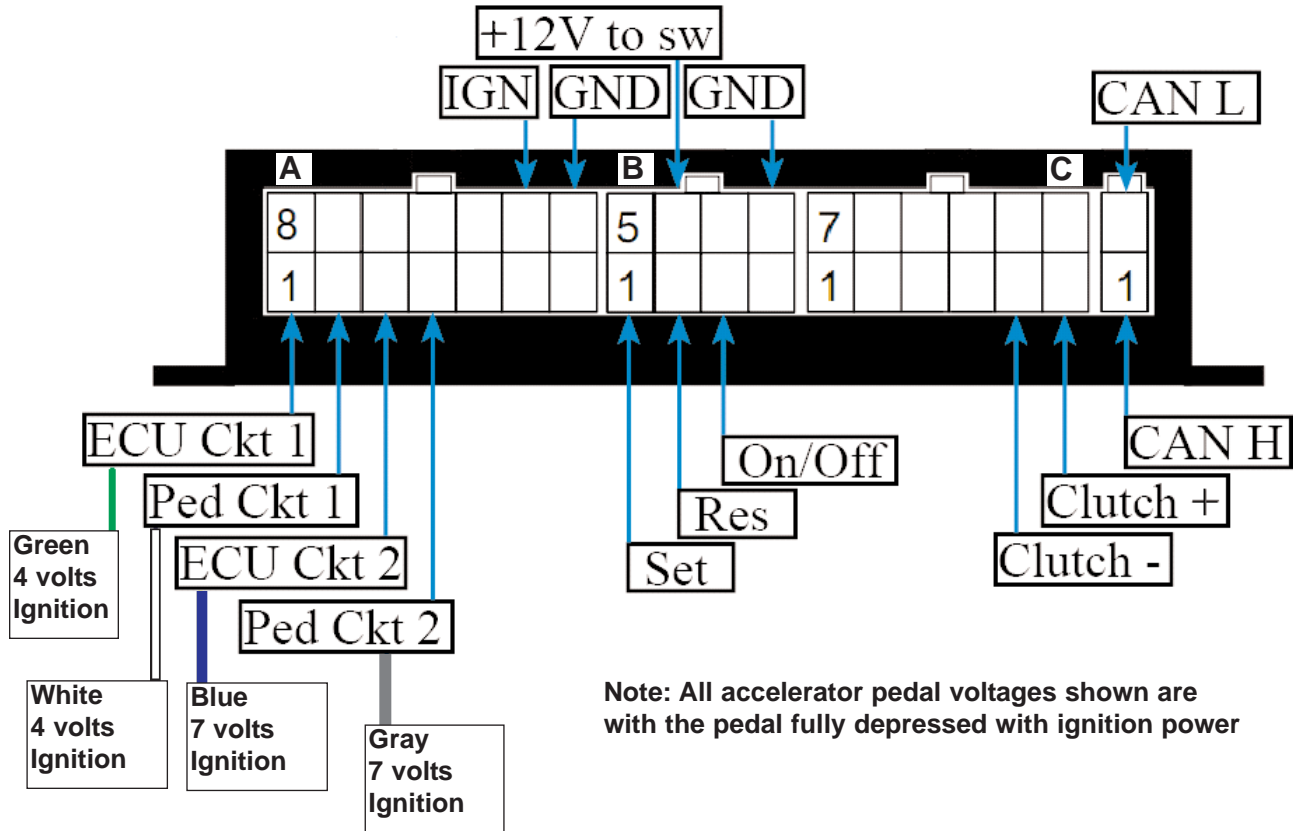 +12V to sw
IGN
GND
GND
CAN L
A
B
C
8
5
7
1
1
1
1
ECU Ckt 1
Ped Ckt 1
ECU Ckt 2
Ped Ckt 2
On/Off
Res
Set
CAN H
Clutch +
Clutch -
Green
4 volts
Ignition
White
4 volts
Ignition
Blue
7 volts
Ignition
Gray
7 volts
Ignition
Note: All accelerator pedal voltages shown are
with the pedal fully depressed with ignition power